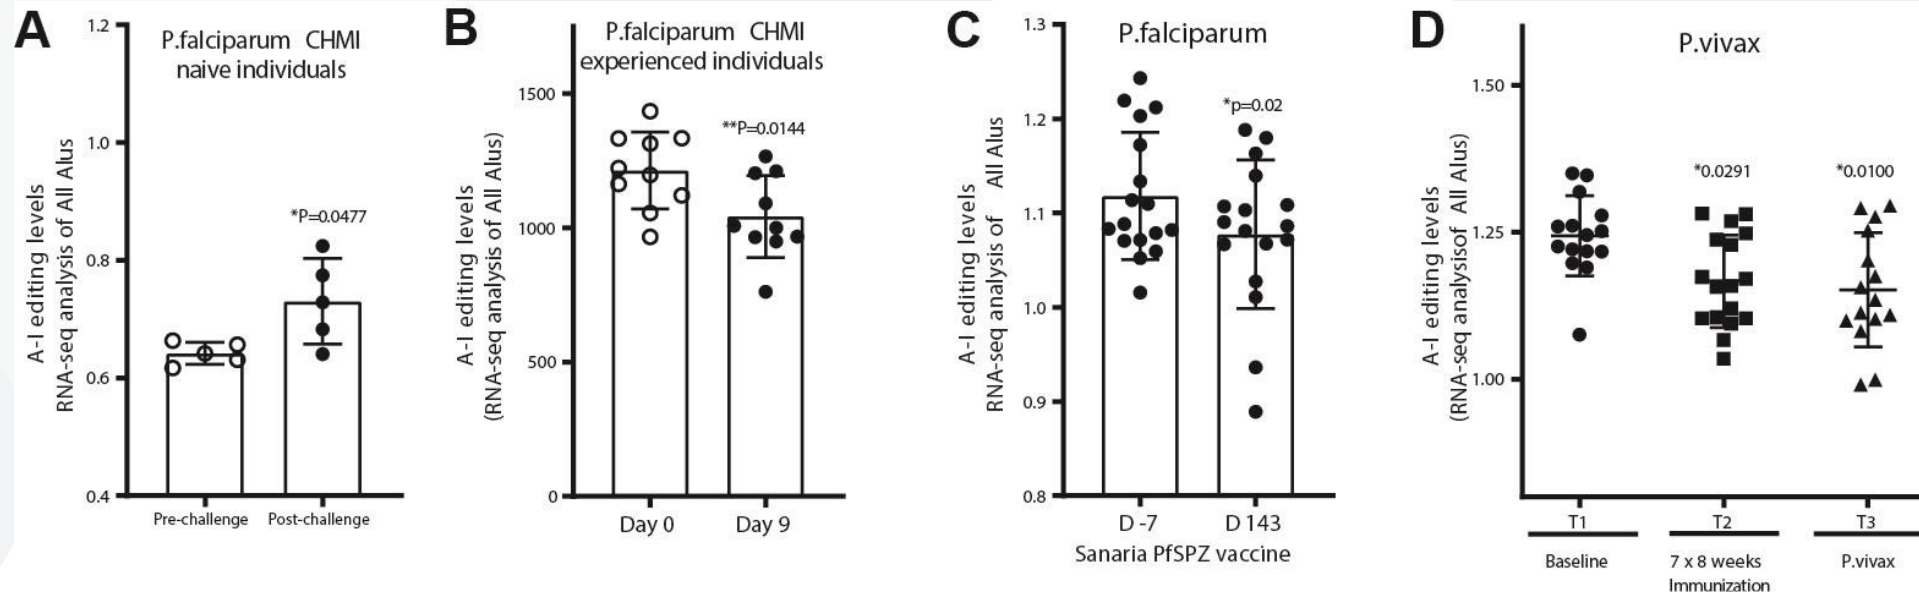 A
A-I editing levels
RNA-seq analysis of All Alus
1.2
1.0
0.8
0.6
0.4
P.falciparum CHMI
naive individuals
*P=0.0477
Pre-challenge
Post-challenge
B
A-I editing levels
(RNA-seq analysis of All Alus)
1500
1000
500
0
P.falciparum CHMI
experienced individuals
**P=0.0144
Day 0
Day 9
C
A-I editing levels
RNA-seq analysis of All Alus
1.3
1.2
1.1
1.0
0.9
0.8
P.falciparum
*p=0.02
D -7
D 143
Sanaria PfSPZ vaccine
D
A-I editing levels
(RNA-seq analysisof All Alus)
1.50
1.25
1.00
P.vivax
*0.0291
*0.0100
T1
T2
T3
Baseline
7 x 8 weeks
Immunization
P.vivax